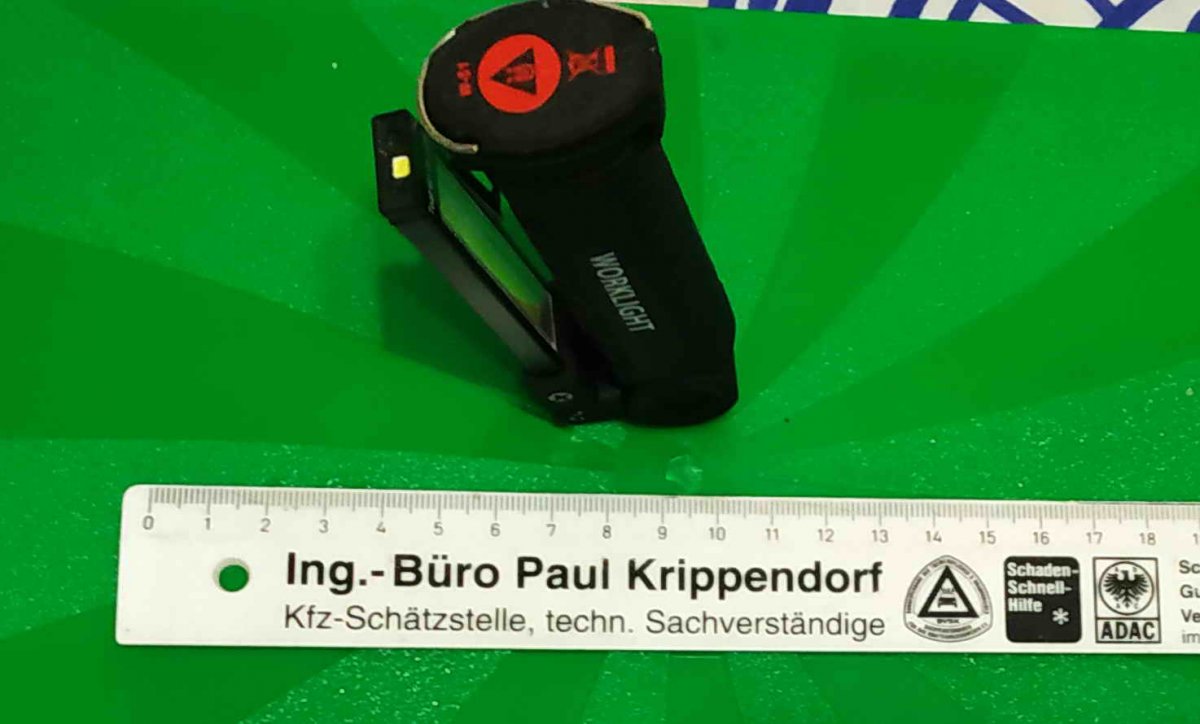 WORKLIGHT
0 1 2 3 4 5 6 7 8 9 10 11 12 13 14 15 16 17 18
Ing.-Büro Paul Krippendorf
Kfz-Schätzstelle, techn. Sachverständige
Schaden-
Schnell-
Hilfe
*
ADAC